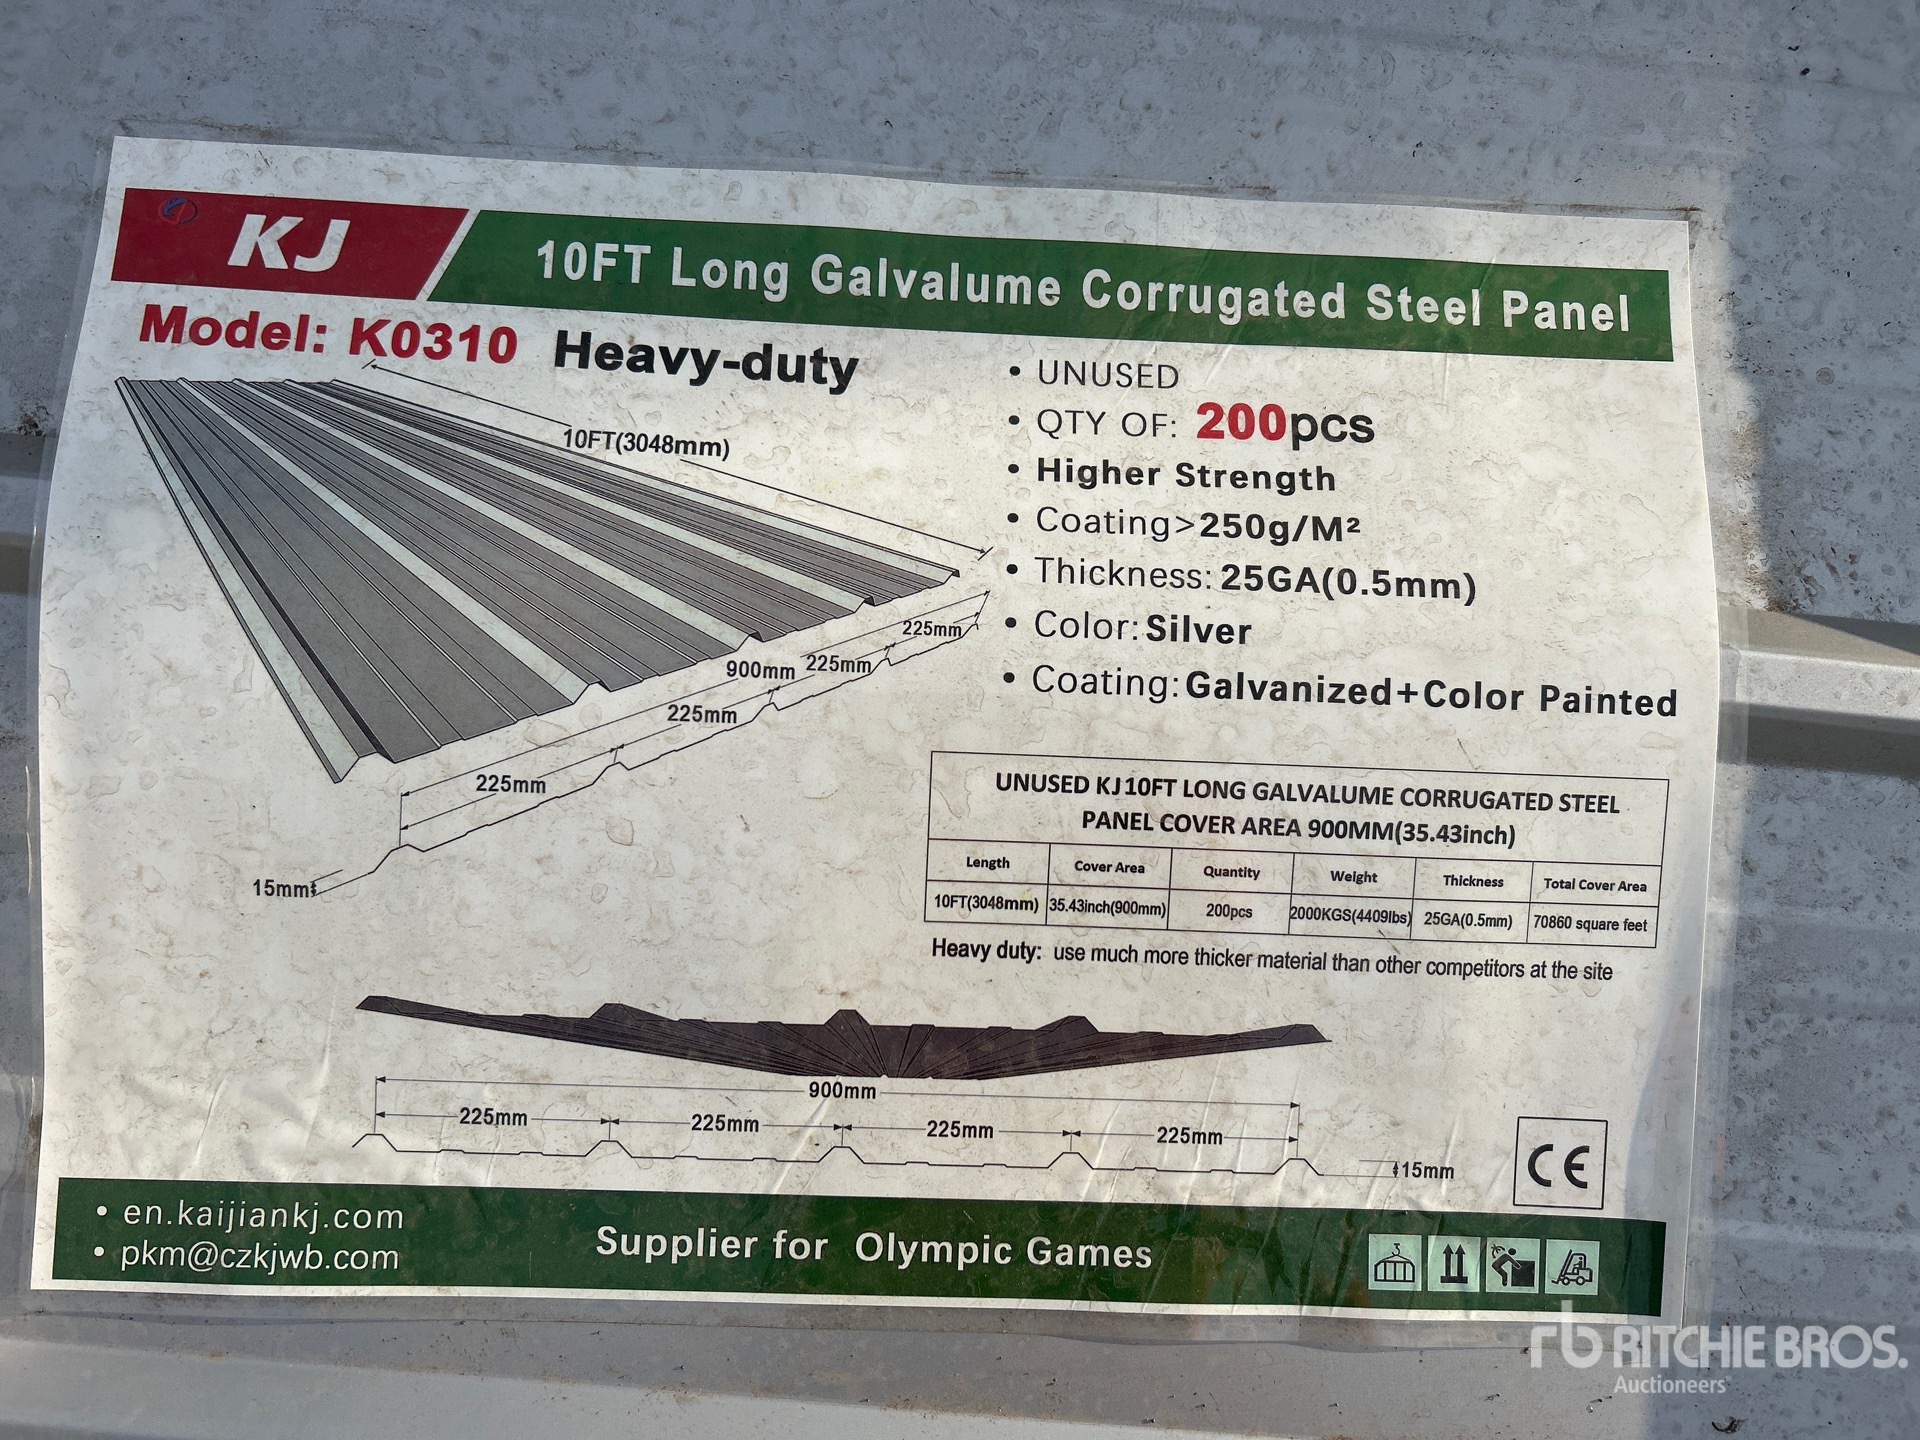 KJ
10FT Long Galvalume Corrugated Steel Panel
Model: K0310 Heavy-duty
10FT(3048mm)
225mm
900mm
225mm
225mm
225mm
15mm
• UNUSED
• QTY OF: 200pcs
• Higher Strength
• Coating>250g/M²
• Thickness: 25GA(0.5mm)
• Color: Silver
• Coating: Galvanized+Color Painted
UNUSED KJ 10FT LONG GALVALUME CORRUGATED STEEL
PANEL COVER AREA 900MM(35.43inch)
Length Cover Area Quantity Weight Thickness Total Cover Area
10FT(3048mm) 35.43inch(900mm) 200pcs 2000KGS(4409lbs) 25GA(0.5mm) 70860 square feet
Heavy duty: use much more thicker material than other competitors at the site
900mm
225mm 225mm 225mm 225mm
15mm
CE
• en.kaijiankj.com
• pkm@czkjwb.com
Supplier for Olympic Games
3
rb RITCHIE BROS.
Auctioneers